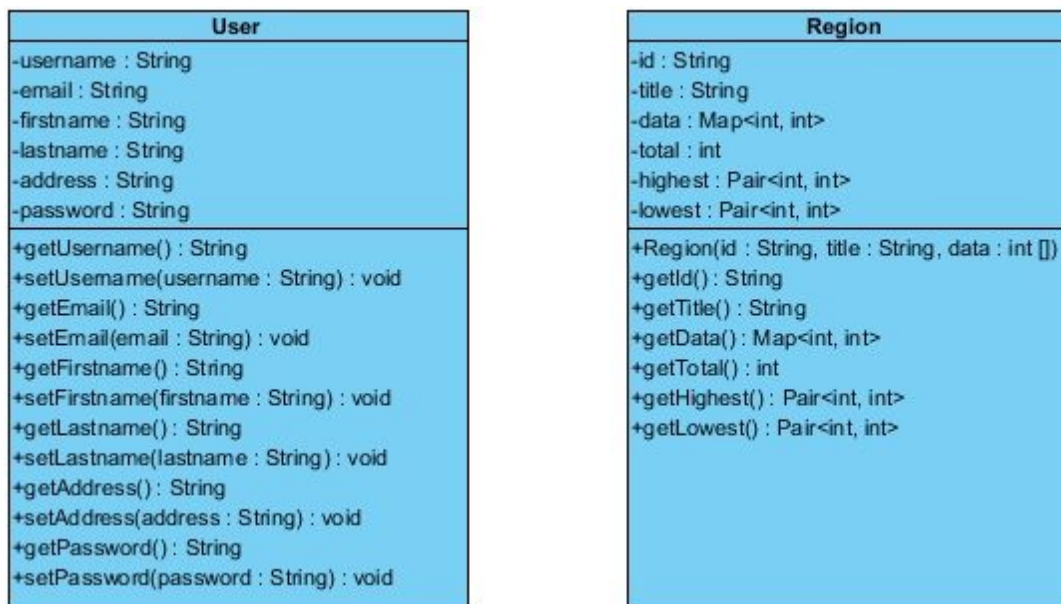 User
-username : String
-email : String
-firstname : String
-lastname : String
-address : String
-password : String
+getUsername() : String
+setUsername(username : String) : void
+getEmail() : String
+setEmail(email : String) : void
+getFirstname() : String
+setFirstname(firstname : String) : void
+getLastname() : String
+setLastname(lastname : String) : void
+getAddress() : String
+setAddress(address : String) : void
+getPassword() : String
+setPassword(password : String) : void
Region
-id : String
-title : String
-data : Map<int, int>
-total : int
-highest : Pair<int, int>
-lowest : Pair<int, int>
+Region(id : String, title : String, data : int [])
+getId() : String
+getTitle() : String
+getData() : Map<int, int>
+getTotal() : int
+getHighest() : Pair<int, int>
+getLowest() : Pair<int, int>